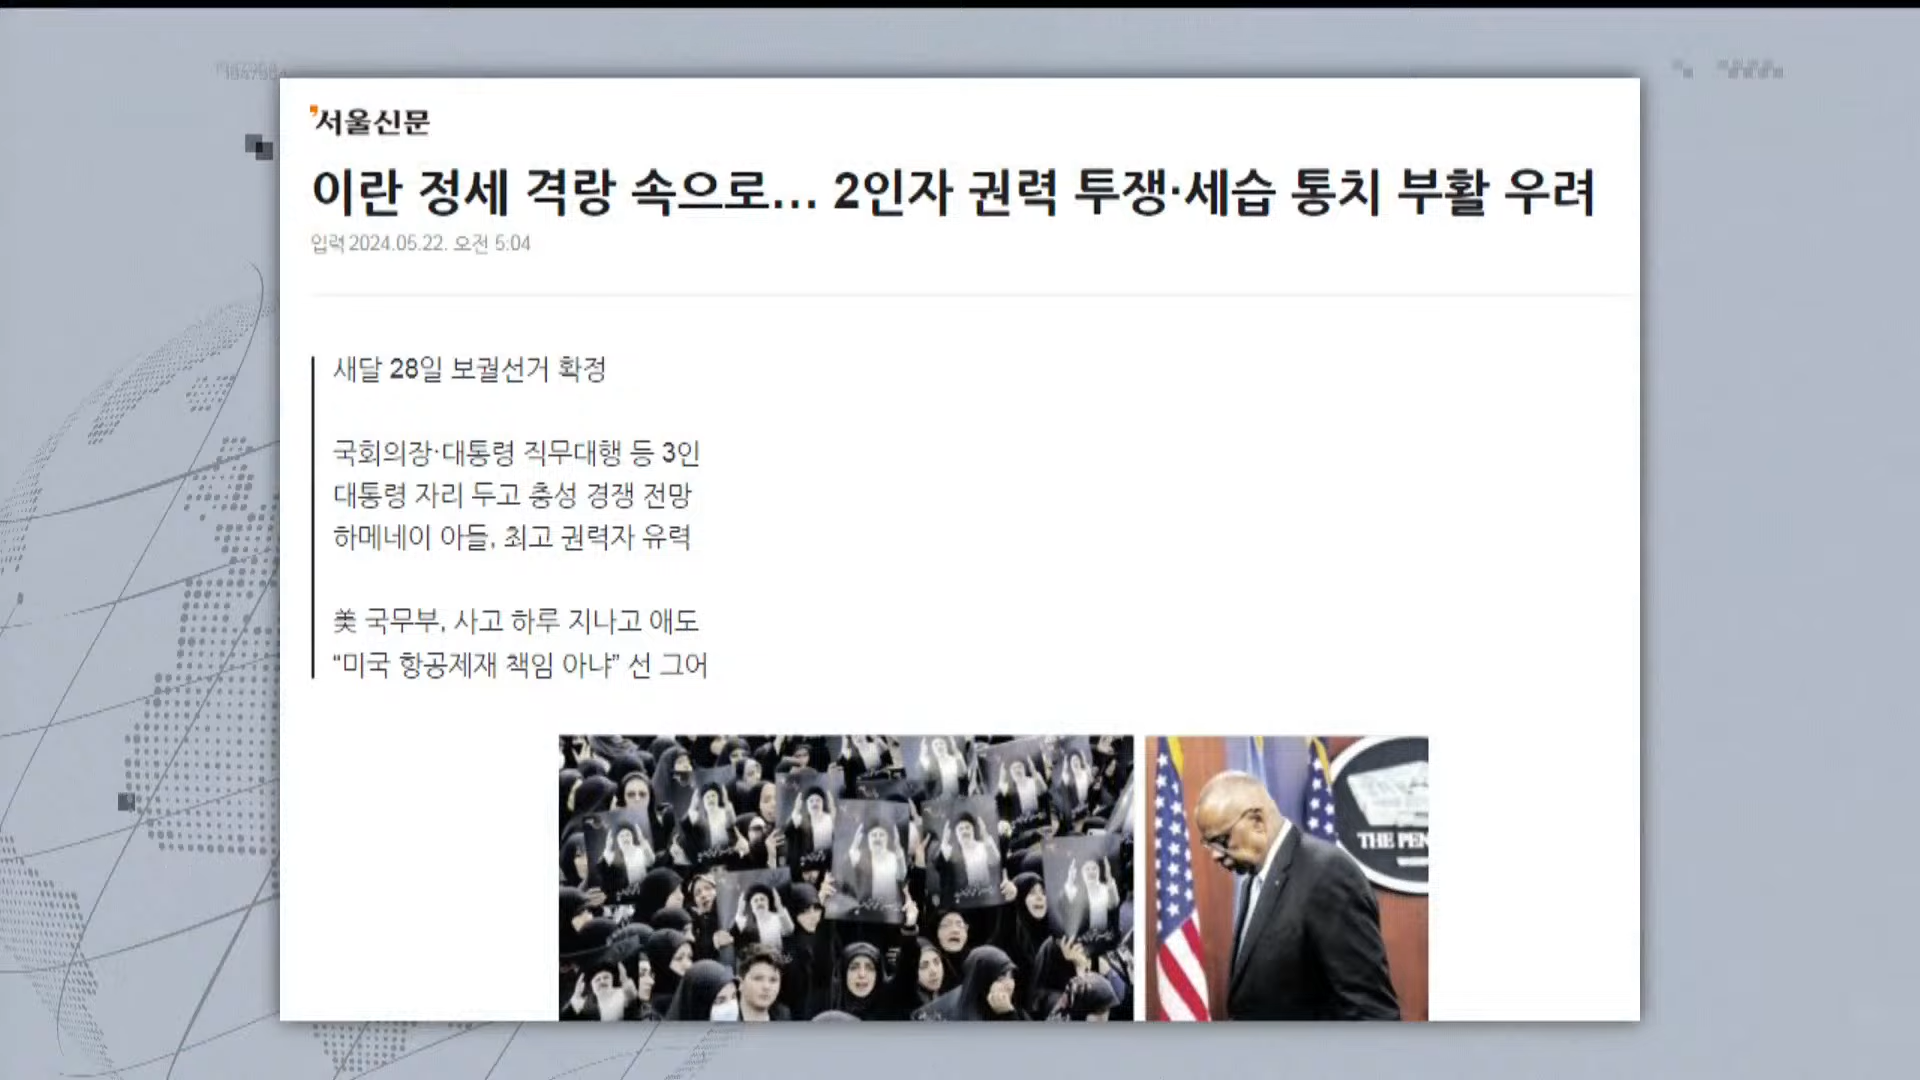 서울신문
이란 정세 격랑 속으로… 2인자 권력 투쟁·세습 통치 부활 우려
입력 2024.05.22. 오전 5:04
새달 28일 보궐선거 확정
국회의장·대통령 직무대행 등 3인
대통령 자리 두고 충성 경쟁 전망
하메네이 아들, 최고 권력자 유력
美 국무부, 사고 하루 지나고 애도
“미국 항공제재 책임 아냐” 선 그어
THE PEN